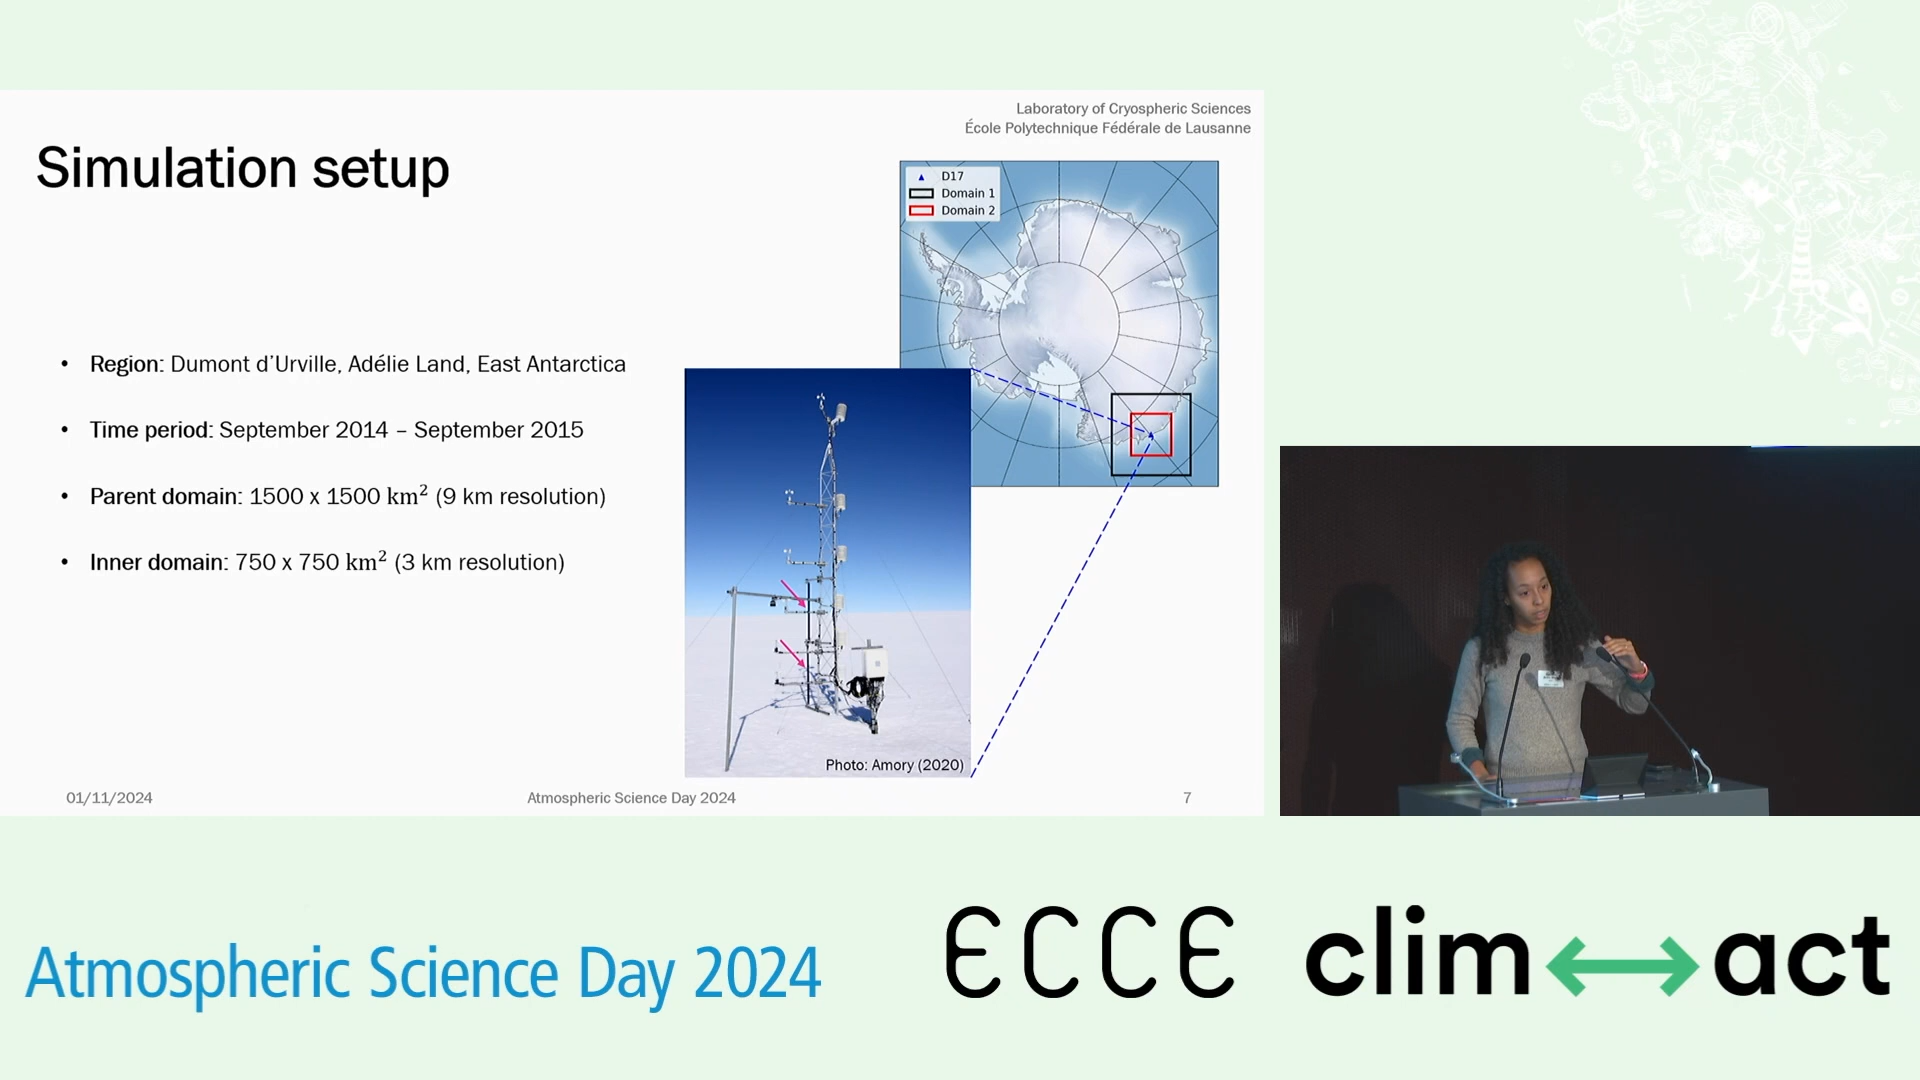 Laboratory of Cryospheric Sciences
École Polytechnique Fédérale de Lausanne
Simulation setup
D17
Domain 1
Domain 2
• Region: Dumont d’Urville, Adélie Land, East Antarctica
• Time period: September 2014 – September 2015
• Parent domain: 1500 x 1500 km² (9 km resolution)
• Inner domain: 750 x 750 km² (3 km resolution)
Photo: Amory (2020)
01/11/2024
Atmospheric Science Day 2024
7
Atmospheric Science Day 2024
ECCE
clim act